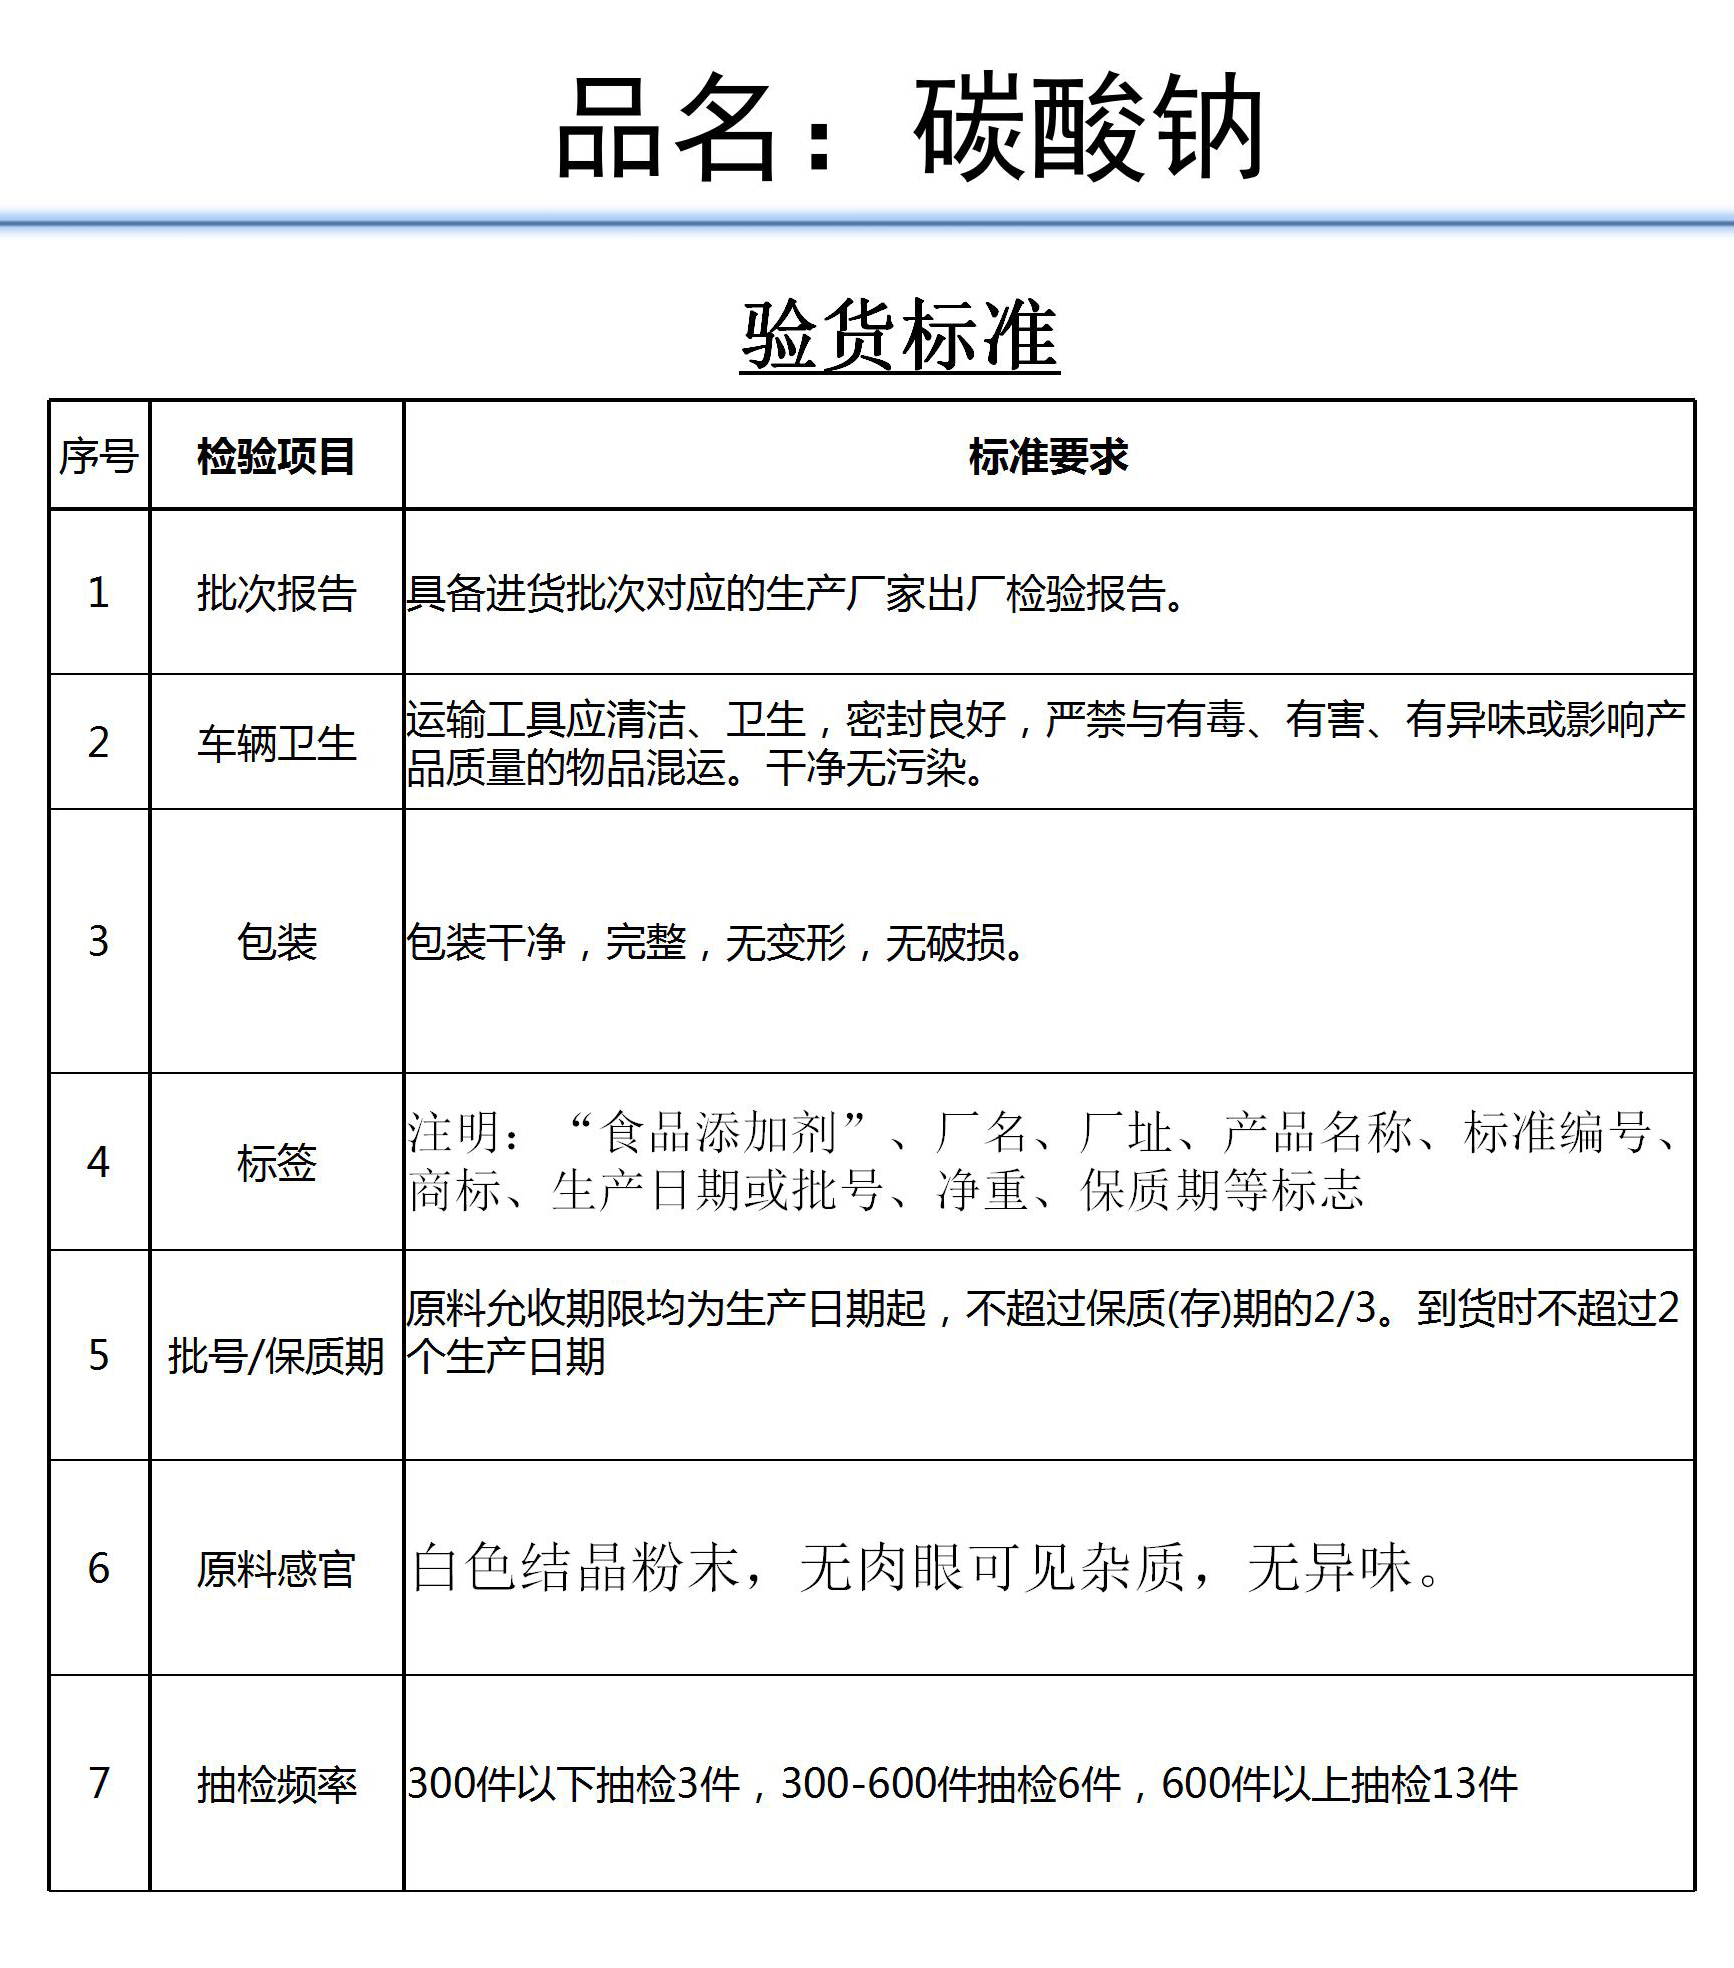 品名：碳酸钠
验货标准
序号 检验项目 标准要求
1 批次报告 具备进货批次对应的生产厂家出厂检验报告。
2 车辆卫生 运输工具应清洁、卫生，密封良好，严禁与有毒、有害、有异味或影响产
品质量的物品混运。干净无污染。
3 包装 包装干净，完整，无变形，无破损。
4 标签 注明：“食品添加剂”、厂名、厂址、产品名称、标准编号、
商标、生产日期或批号、净重、保质期等标志
5 批号/保质期 原料允收期限均为生产日期起，不超过保质(存)期的2/3。到货时不超过2
个生产日期
6 原料感官 白色结晶粉末，无肉眼可见杂质，无异味。
7 抽检频率 300件以下抽检3件，300-600件抽检6件，600件以上抽检13件